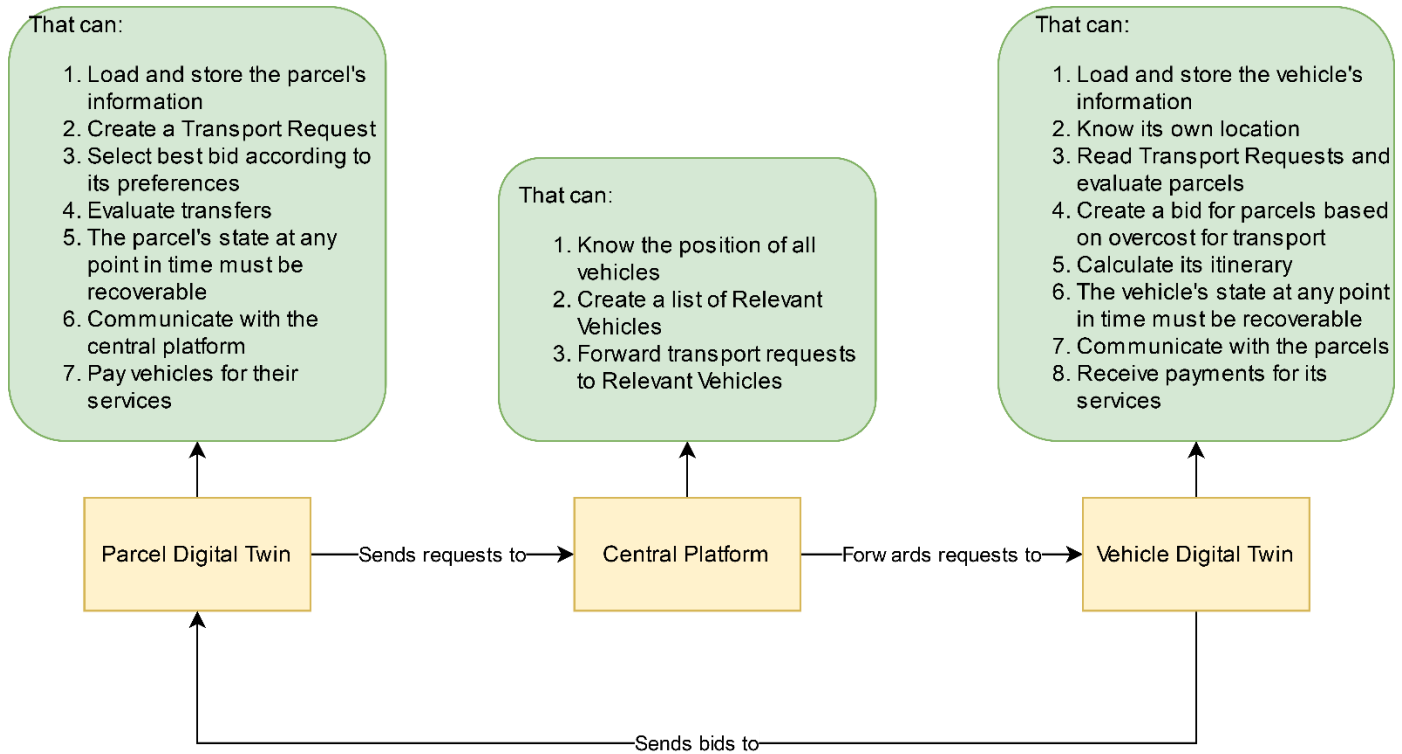 That can:
1. Load and store the parcel's
information
2. Create a Transport Request
3. Select best bid according to
its preferences
4. Evaluate transfers
5. The parcel's state at any
point in time must be
recoverable
6. Communicate with the
central platform
7. Pay vehicles for their
services
That can:
1. Know the position of all
vehicles
2. Create a list of Relevant
Vehicles
3. Forward transport requests
to Relevant Vehicles
That can:
1. Load and store the vehicle's
information
2. Know its own location
3. Read Transport Requests and
evaluate parcels
4. Create a bid for parcels based
on overcost for transport
5. Calculate its itinerary
6. The vehicle's state at any point
in time must be recoverable
7. Communicate with the parcels
8. Receive payments for its
services
Parcel Digital Twin
Sends requests to
Central Platform
Forwards requests to
Vehicle Digital Twin
Sends bids to